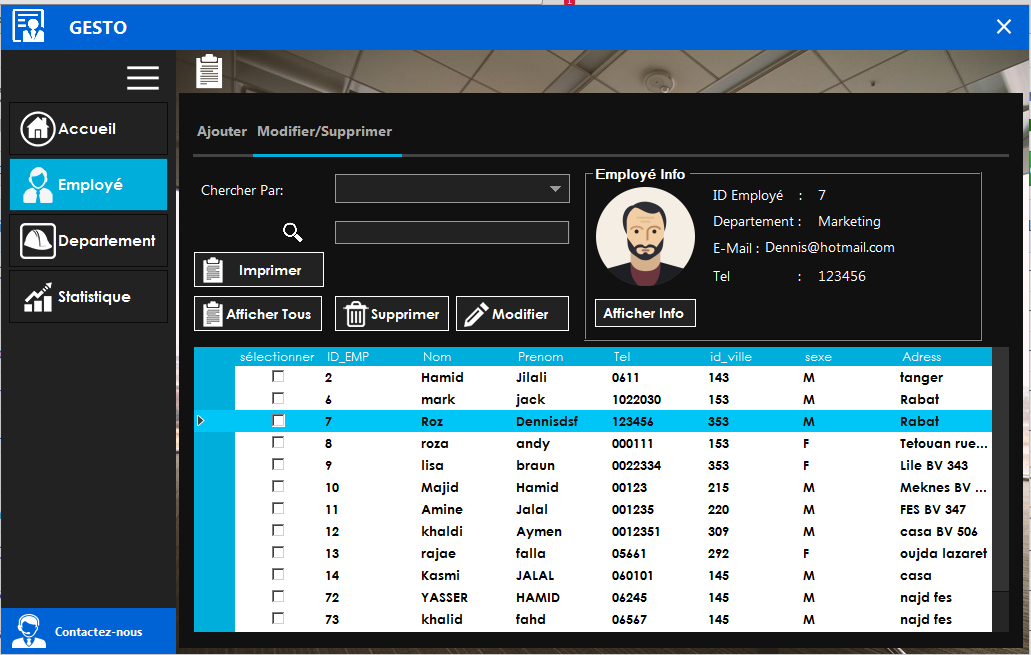 1
GESTO
Accueil
Employé
Departement
Statistique
Contactez-nous
Ajouter Modifier/Supprimer
Chercher Par:
Imprimer
Afficher Tous Supprimer Modifier
Employé Info
ID Employé : 7
Departement : Marketing
E-Mail : Dennis@hotmail.com
Tel : 123456
Afficher Info
sélectionner ID_EMP Nom Prenom Tel id_ville sexe Adress
2 Hamid Jilali 0611 143 M tanger
6 mark jack 1022030 153 M Rabat
7 Roz Dennisdsf 123456 353 M Rabat
8 roza andy 000111 153 F Tetouan rue...
9 lisa braun 0022334 353 F Lile BV 343
10 Majid Hamid 00123 215 M Meknes BV ...
11 Amine Jalal 001235 220 M FES BV 347
12 khaldi Aymen 0012351 309 M casa BV 506
13 rajae falla 05661 292 F oujda lazaret
14 Kasmi JALAL 060101 145 M casa
72 YASSER HAMID 06245 145 M najd fes
73 khalid fahd 06567 145 M najd fes